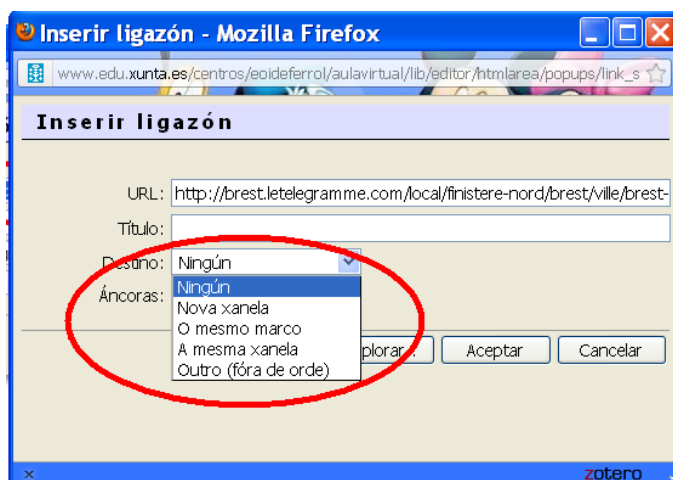 Inserir ligazón - Mozilla Firefox
www.edu.xunta.es/centros/eoideferrol/aulavirtual/lib/editor/htmlarea/popups/link_s
Inserir ligazón
URL: http://brest.letelegramme.com/local/finistere-nord/brest/ville/brest-
Título:
Destino: Ningún
Ningún
Áncoras:
Nova xanela
O mesmo marco
A mesma xanela
Aceptar Cancelar
Outro (fóra de orde)
x zotero